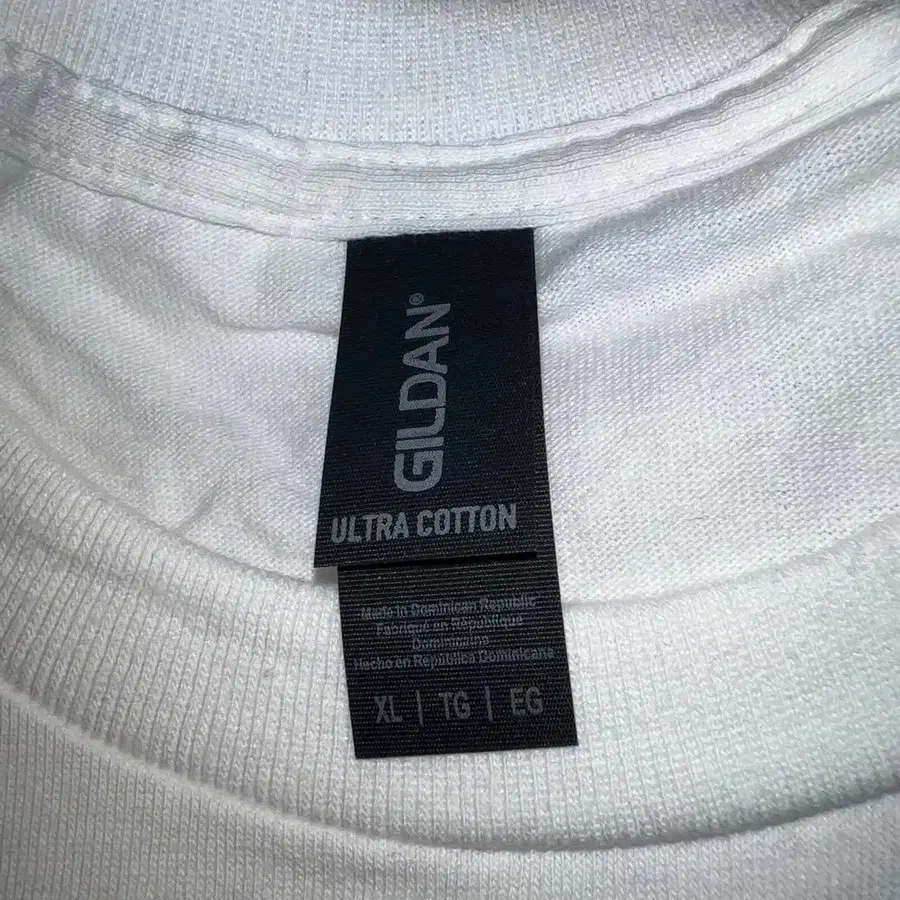 GILDAN®
ULTRA COTTON
Made in Dominican Republic
Fabriqué en République
Dominicaine
Hecho en República Dominicana
XL | TG | EG